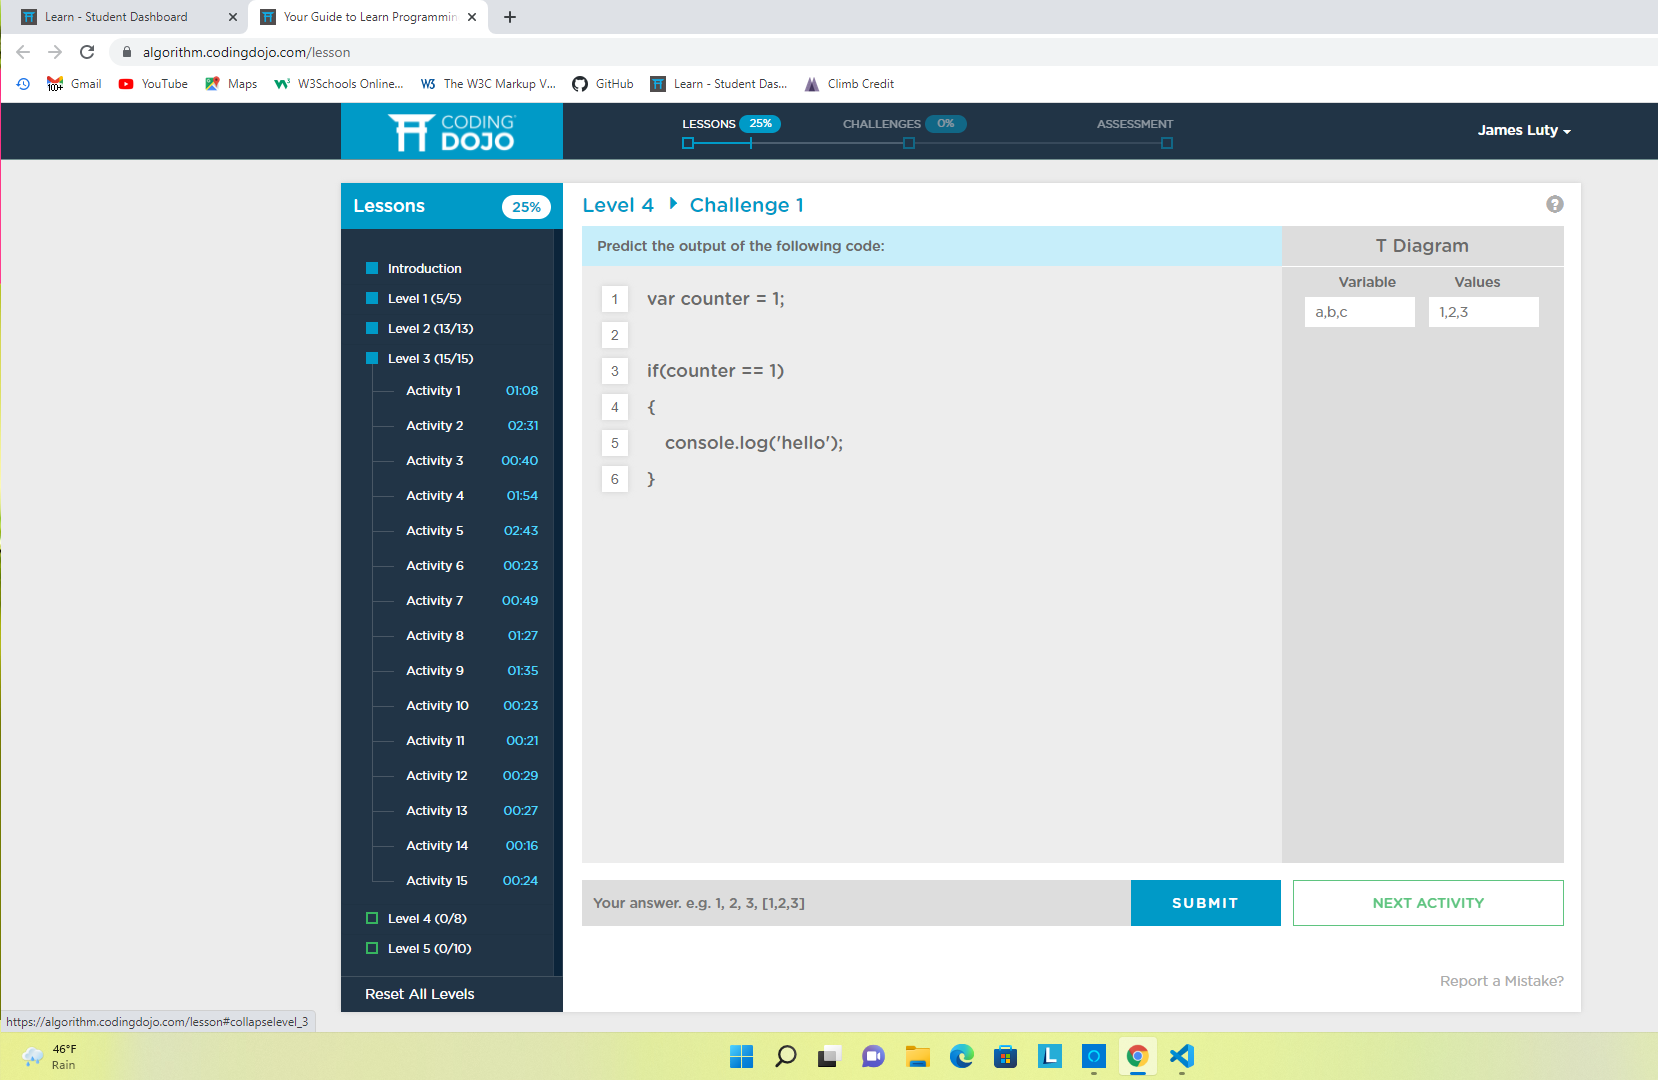 Learn - Student Dashboard
Your Guide to Learn Programmin
algorithm.codingdojo.com/lesson
Gmail
YouTube
Maps
W3Schools Online...
The W3C Markup V...
GitHub
Learn - Student Das...
Climb Credit
CODING DOJO
LESSONS 25%
CHALLENGES 0%
ASSESSMENT
James Luty
Lessons 25%
Introduction
Level 1 (5/5)
Level 2 (13/13)
Level 3 (15/15)
Activity 1 01:08
Activity 2 02:31
Activity 3 00:40
Activity 4 01:54
Activity 5 02:43
Activity 6 00:23
Activity 7 00:49
Activity 8 01:27
Activity 9 01:35
Activity 10 00:23
Activity 11 00:21
Activity 12 00:29
Activity 13 00:27
Activity 14 00:16
Activity 15 00:24
Level 4 (0/8)
Level 5 (0/10)
Reset All Levels
Level 4 Challenge 1
?
Predict the output of the following code:
1 var counter = 1;
2
3 if(counter == 1)
4 {
5 console.log('hello');
6 }
T Diagram
Variable Values
a,b,c 1,2,3
Your answer. e.g. 1, 2, 3, [1,2,3]
SUBMIT
NEXT ACTIVITY
Report a Mistake?
https://algorithm.codingdojo.com/lesson#collapselevel_3
46°F
Rain